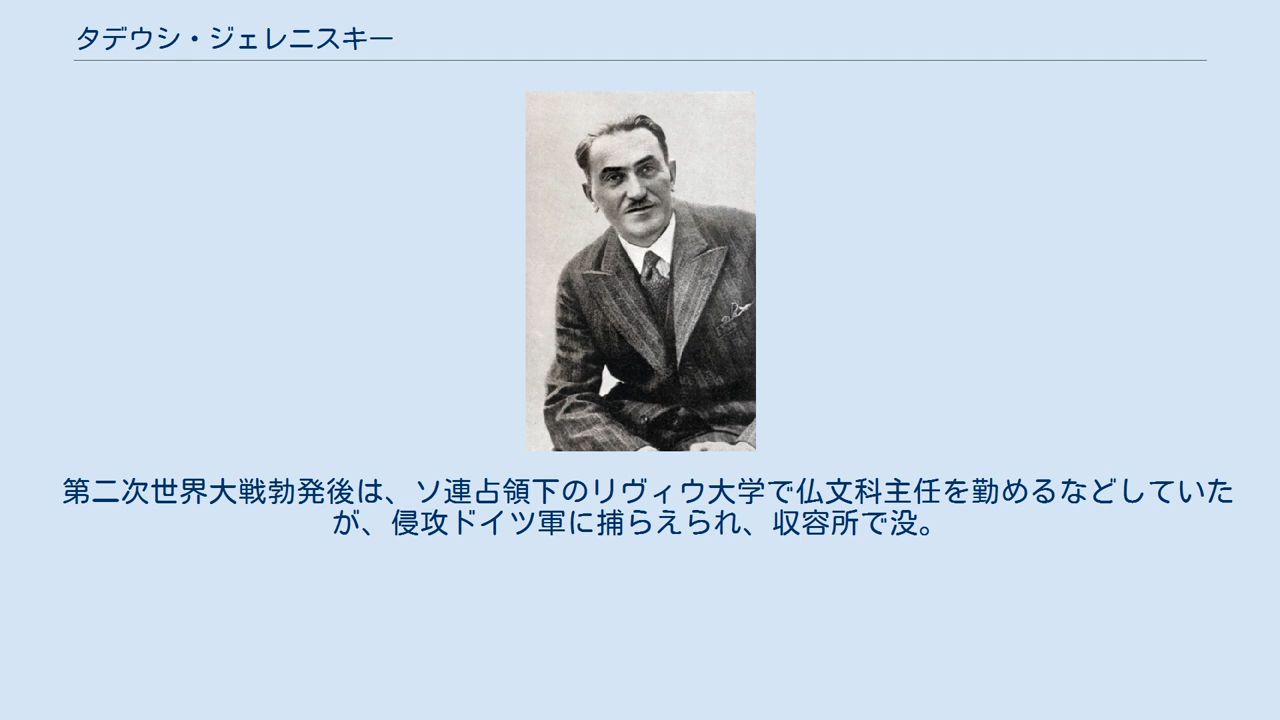 タデウシ・ジェレニスキー
第二次世界大戦勃発後は、ソ連占領下のリヴィウ大学で仏文科主任を勤めるなどしていた
が、侵攻ドイツ軍に捕らえられ、収容所で没。